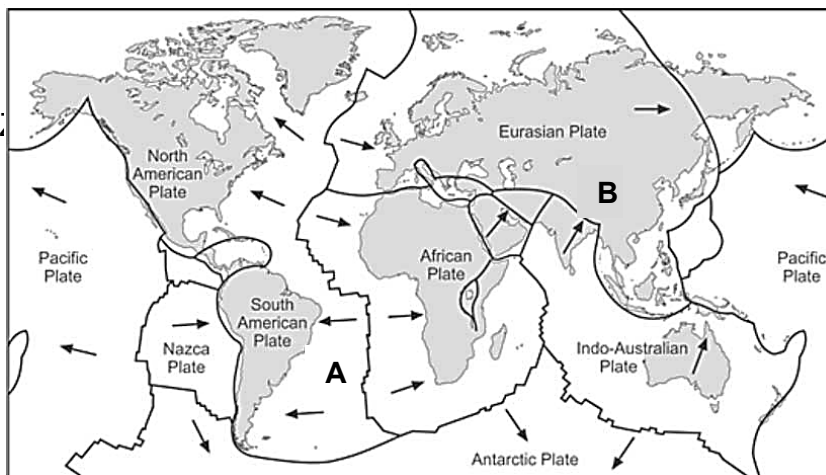 North
American
Plate
Eurasian Plate
B
Pacific
Plate
African
Plate
Pacific
Plate
South
American
Plate
Nazca
Plate
A
Indo-Australian
Plate
Antarctic Plate